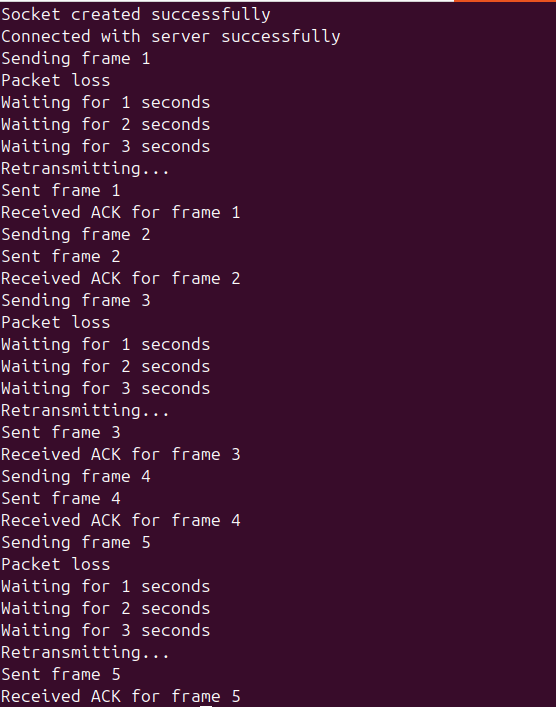 Socket created successfully
Connected with server successfully
Sending frame 1
Packet loss
Waiting for 1 seconds
Waiting for 2 seconds
Waiting for 3 seconds
Retransmitting...
Sent frame 1
Received ACK for frame 1
Sending frame 2
Sent frame 2
Received ACK for frame 2
Sending frame 3
Packet loss
Waiting for 1 seconds
Waiting for 2 seconds
Waiting for 3 seconds
Retransmitting...
Sent frame 3
Received ACK for frame 3
Sending frame 4
Sent frame 4
Received ACK for frame 4
Sending frame 5
Packet loss
Waiting for 1 seconds
Waiting for 2 seconds
Waiting for 3 seconds
Retransmitting...
Sent frame 5
Received ACK for frame 5